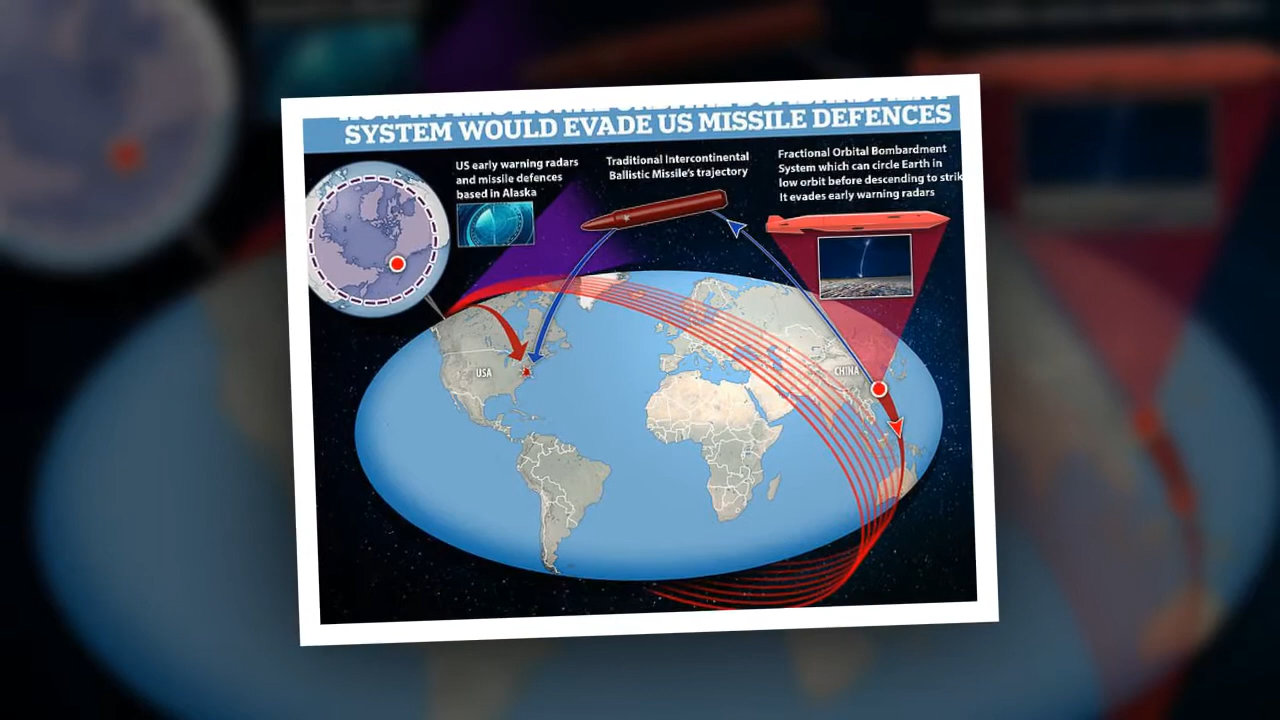 SYSTEM WOULD EVADE US MISSILE DEFENCES
US early warning radars
and missile defences
based in Alaska
Traditional Intercontinental
Ballistic Missile's trajectory
Fractional Orbital Bombardment
System which can circle Earth in
low orbit before descending to strik
It evades early warning radars
USA
CHINA